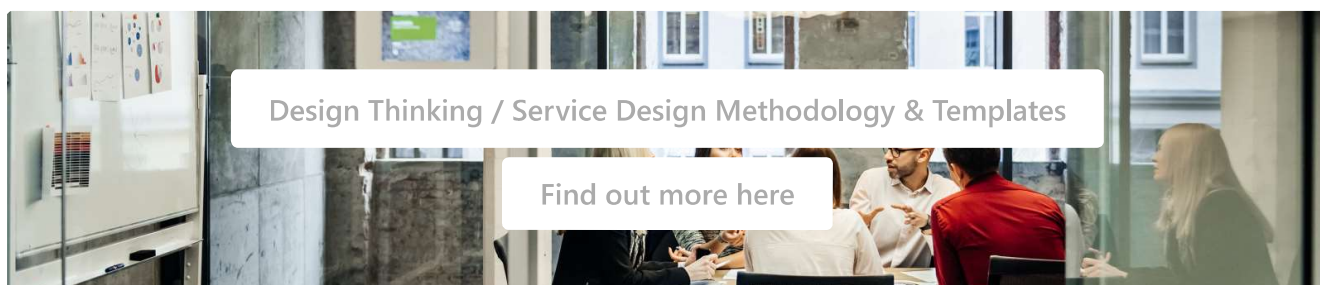 Design Thinking / Service Design Methodology & Templates
Find out more here